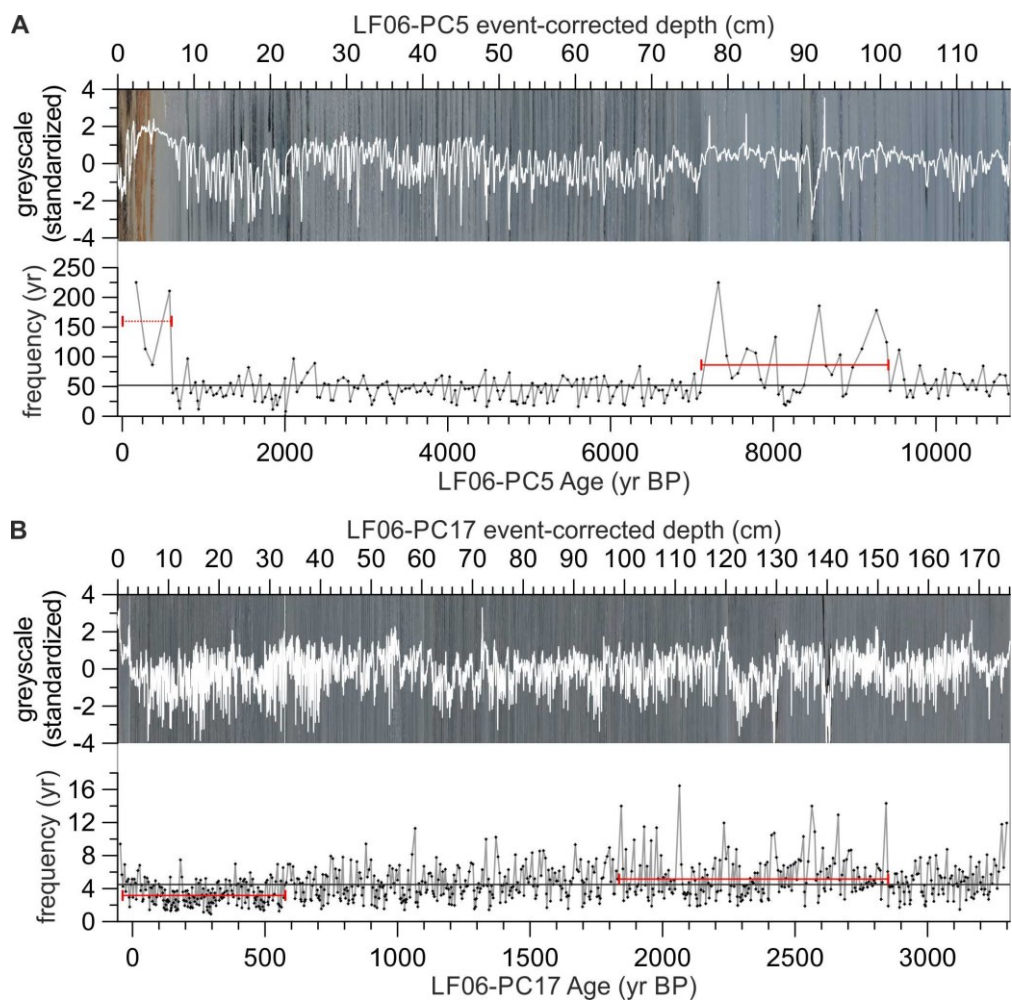 A
LF06-PC5 event-corrected depth (cm)
0 10 20 30 40 50 60 70 80 90 100 110
greyscale
(standardized)
4
2
0
-2
-4
frequency (yr)
250
200
150
100
50
0
0 2000 4000 6000 8000 10000
LF06-PC5 Age (yr BP)
B
LF06-PC17 event-corrected depth (cm)
0 10 20 30 40 50 60 70 80 90 100 110 120 130 140 150 160 170
greyscale
(standardized)
4
2
0
-2
-4
frequency (yr)
16
12
8
4
0
0 500 1000 1500 2000 2500 3000
LF06-PC17 Age (yr BP)